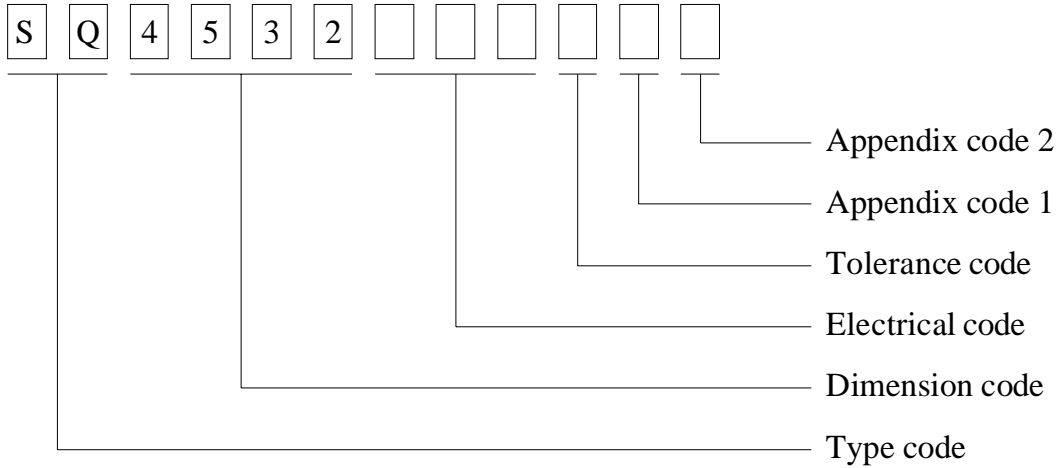 S Q 4 5 3 2
Appendix code 2
Appendix code 1
Tolerance code
Electrical code
Dimension code
Type code